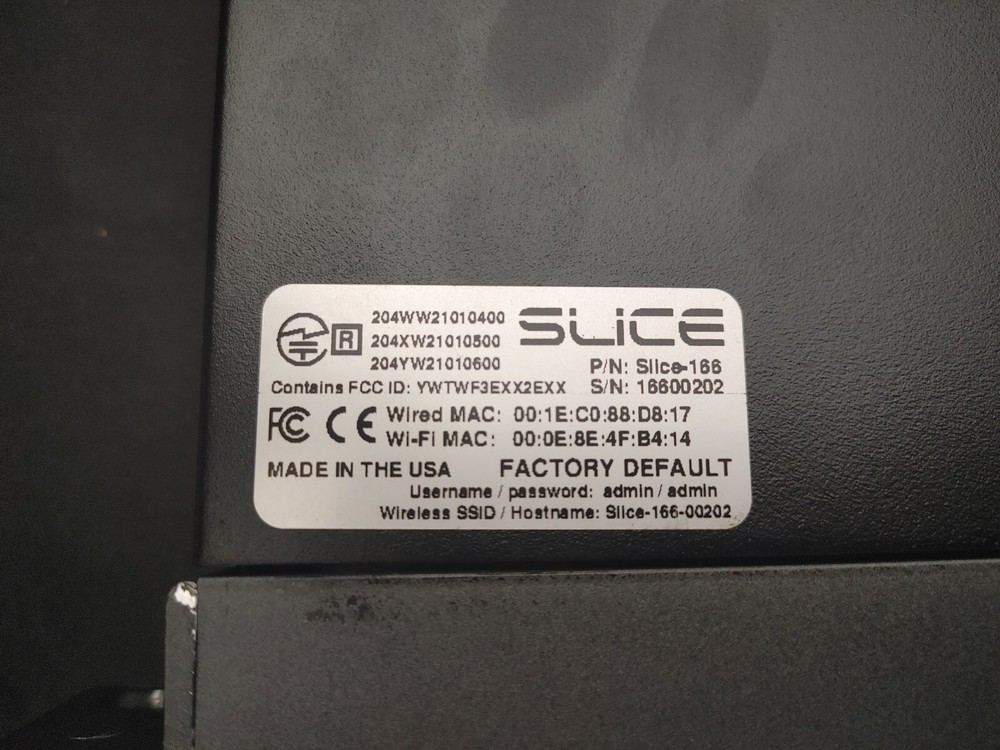 204WW21010400
204XW21010500
204YW21010600
R
SLiCE
P/N: Slice-166
Contains FCC ID: YWTWF3EXX2EXX S/N: 16600202
FC CE Wired MAC: 00:1E:C0:88:D8:17
Wi-Fi MAC: 00:0E:8E:4F:B4:14
MADE IN THE USA FACTORY DEFAULT
Username / password: admin / admin
Wireless SSID / Hostname: Slice-166-00202